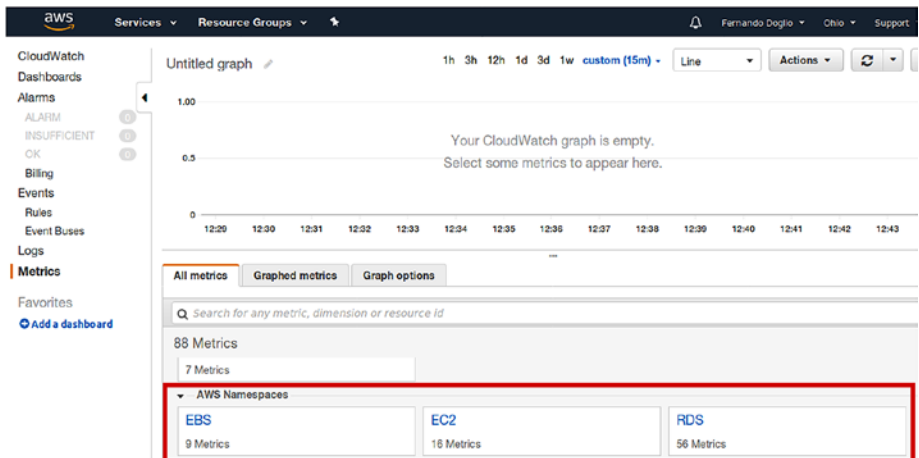 aws Services Resource Groups Fernando Doglio Ohio Support
CloudWatch
Dashboards
Alarms
ALARM 0
INSUFFICIENT 0
OK 0
Billing
Events
Rules
Event Buses
Logs
Metrics
Favorites
Add a dashboard
Untitled graph 1h 3h 12h 1d 3d 1w custom (15m) Line Actions
1.00
Your CloudWatch graph is empty.
0.5
Select some metrics to appear here.
0
12:29 12:30 12:31 12:32 12:33 12:34 12:35 12:36 12:37 12:38 12:39 12:40 12:41 12:42 12:43
All metrics Graphed metrics Graph options
Search for any metric, dimension or resource id
88 Metrics
7 Metrics
AWS Namespaces
EBS EC2 RDS
9 Metrics 16 Metrics 56 Metrics